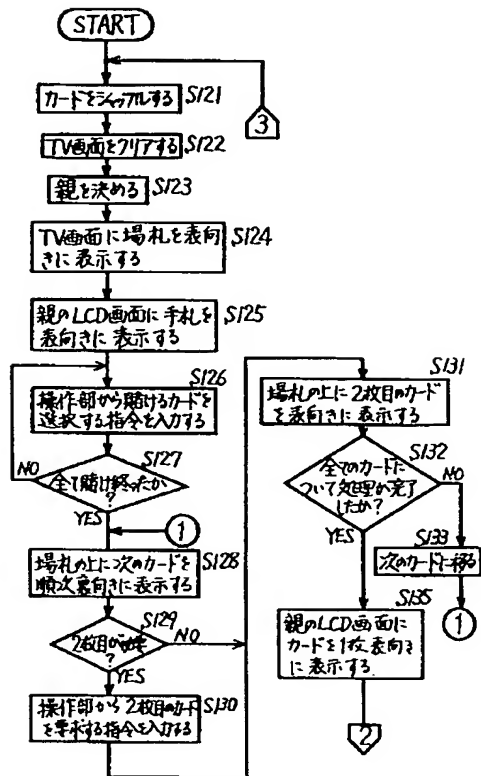 START
カードをシャッフルする S121
3
TV画面をクリアする S122
親を決める S123
TV画面に場札を表向
きに表示する
S124
親のLCD画面に手札を
表向きに表示する
S125
S126
操作部から賭けるカードを
選択する指令を入力する
S127
NO
全て賭け終ったか
?
YES
1
場札の上に次のカードを
順次裏向きに表示する
S128
S129
2枚目が必要
?
NO
YES
操作部から2枚目のカード
を要求する指令を入力する
S130
S131
場札の上に2枚目のカード
を表向きに表示する
S132
全てのカードに
ついて処理が完了
したか?
NO
YES
S133
次のカードに移る
1
S135
親のLCD画面に
カードを1枚表向き
に表示する
2